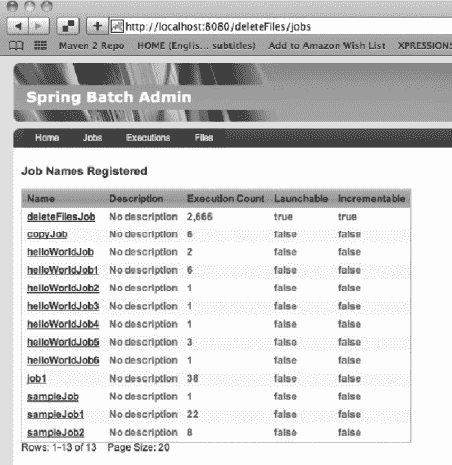 http://localhost:8080/deleteFiles/jobs
Maven 2 Repo HOME (Englis... subtitles) Add to Amazon Wish List XPRESSIONS
Spring Batch Admin
Home Jobs Executions Files
Job Names Registered
Name Description Execution Count Launchable Incrementable
deleteFilesJob No description 2,666 true true
copyJob No description 6 false false
helloWorldJob No description 2 false false
helloWorldJob1 No description 6 false false
helloWorldJob2 No description 1 false false
helloWorldJob3 No description 1 false false
helloWorldJob4 No description 1 false false
helloWorldJob5 No description 3 false false
helloWorldJob6 No description 1 false false
job1 No description 38 false false
sampleJob No description 1 false false
sampleJob1 No description 22 false false
sampleJob2 No description 8 false false
Rows: 1-13 of 13 Page Size: 20